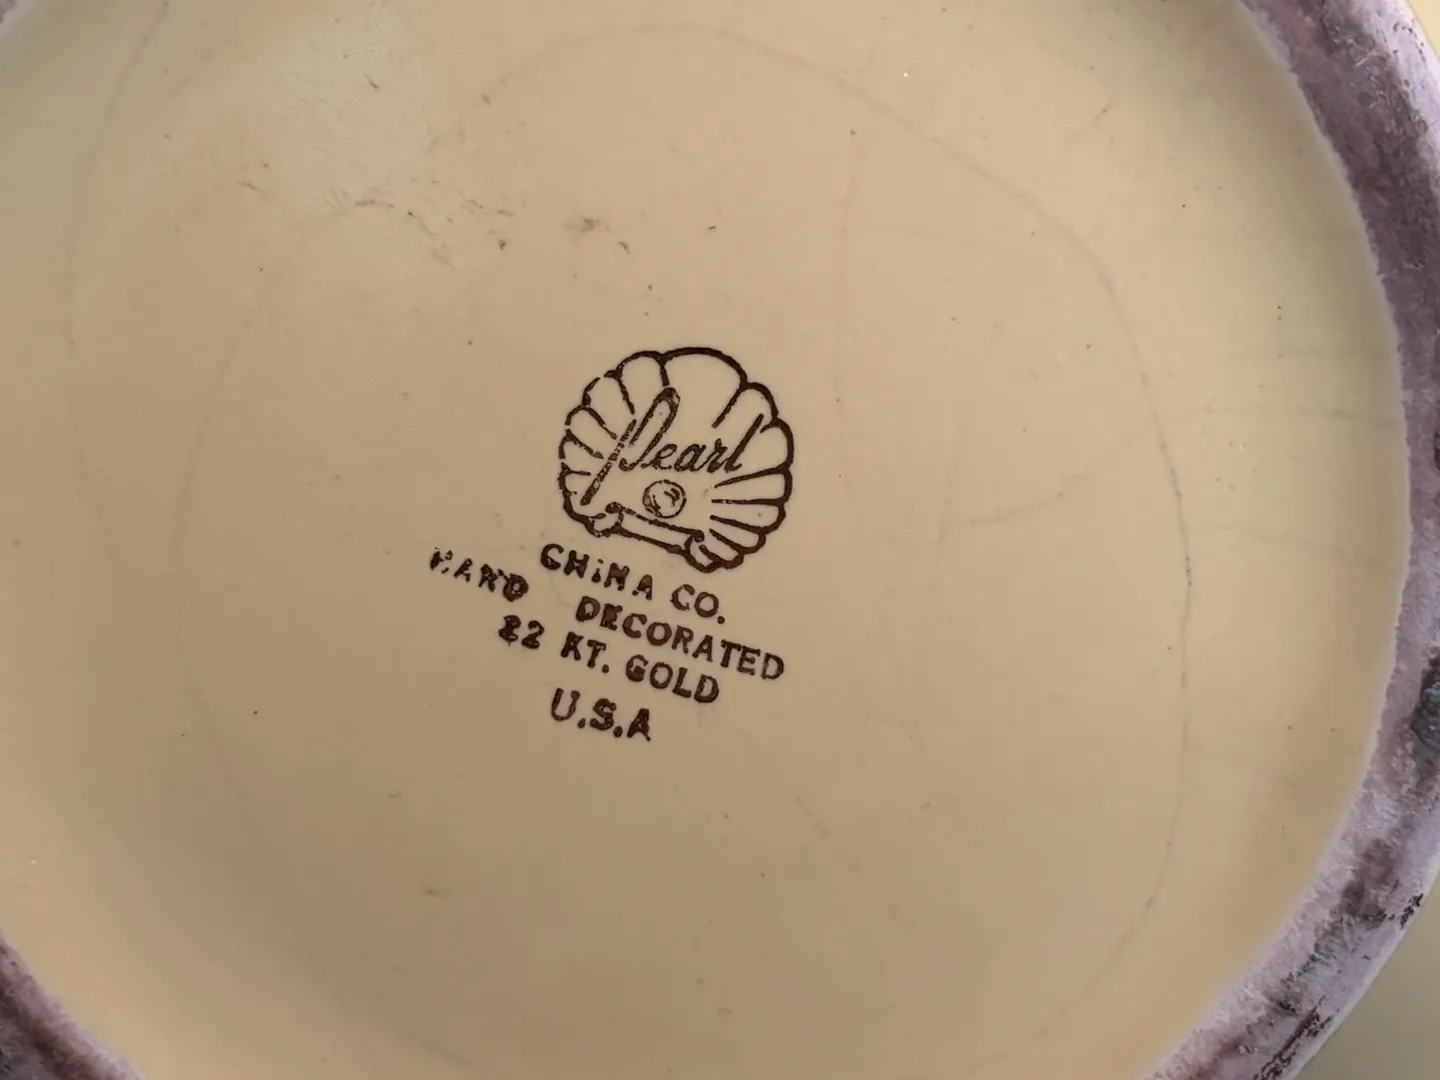 Pearl
CHINA CO.
HAND DECORATED
22 KT. GOLD
U.S.A